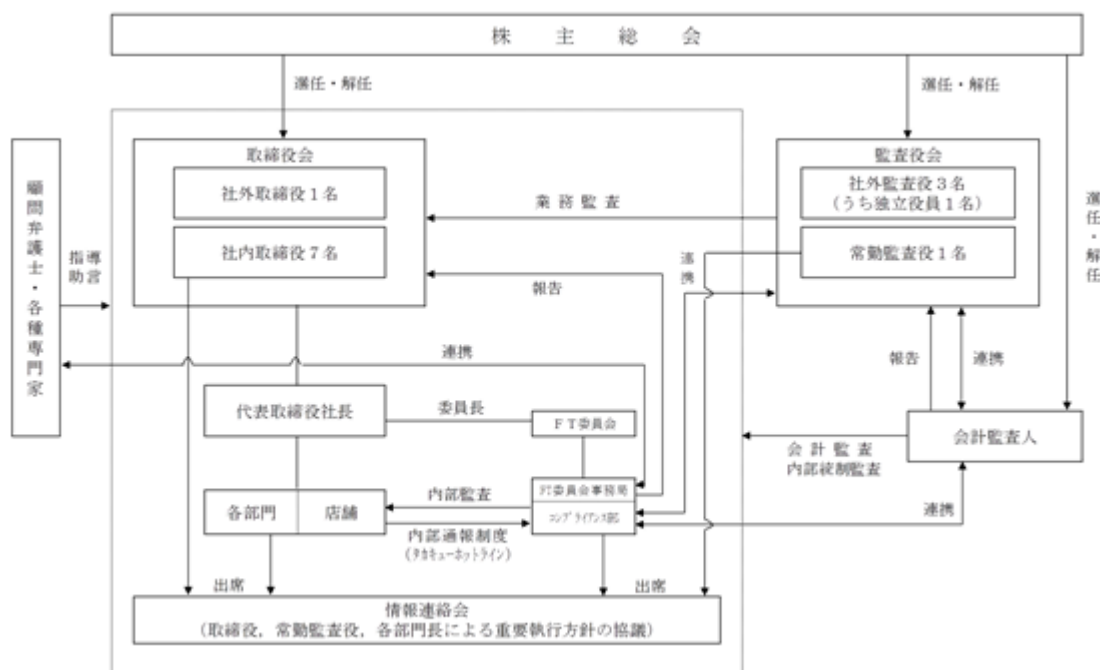 株主総会
選任・解任
選任・解任
取締役会
社外取締役1名
社内取締役7名
監査役会
社外監査役3名
(うち独立役員1名)
常勤監査役1名
選任・解任
顧問弁護士・各種専門家
指導
助言
業務監査
連携
報告
連携
報告
連携
代表取締役社長
委員長
FT委員会
会計監査人
会計監査
内部統制監査
各部門
店舗
内部監査
内部通報制度
(タカキューホットライン)
FT委員会事務局
コンプライアンス部
連携
出席
出席
情報連絡会
(取締役，常勤監査役，各部門長による重要執行方針の協議)